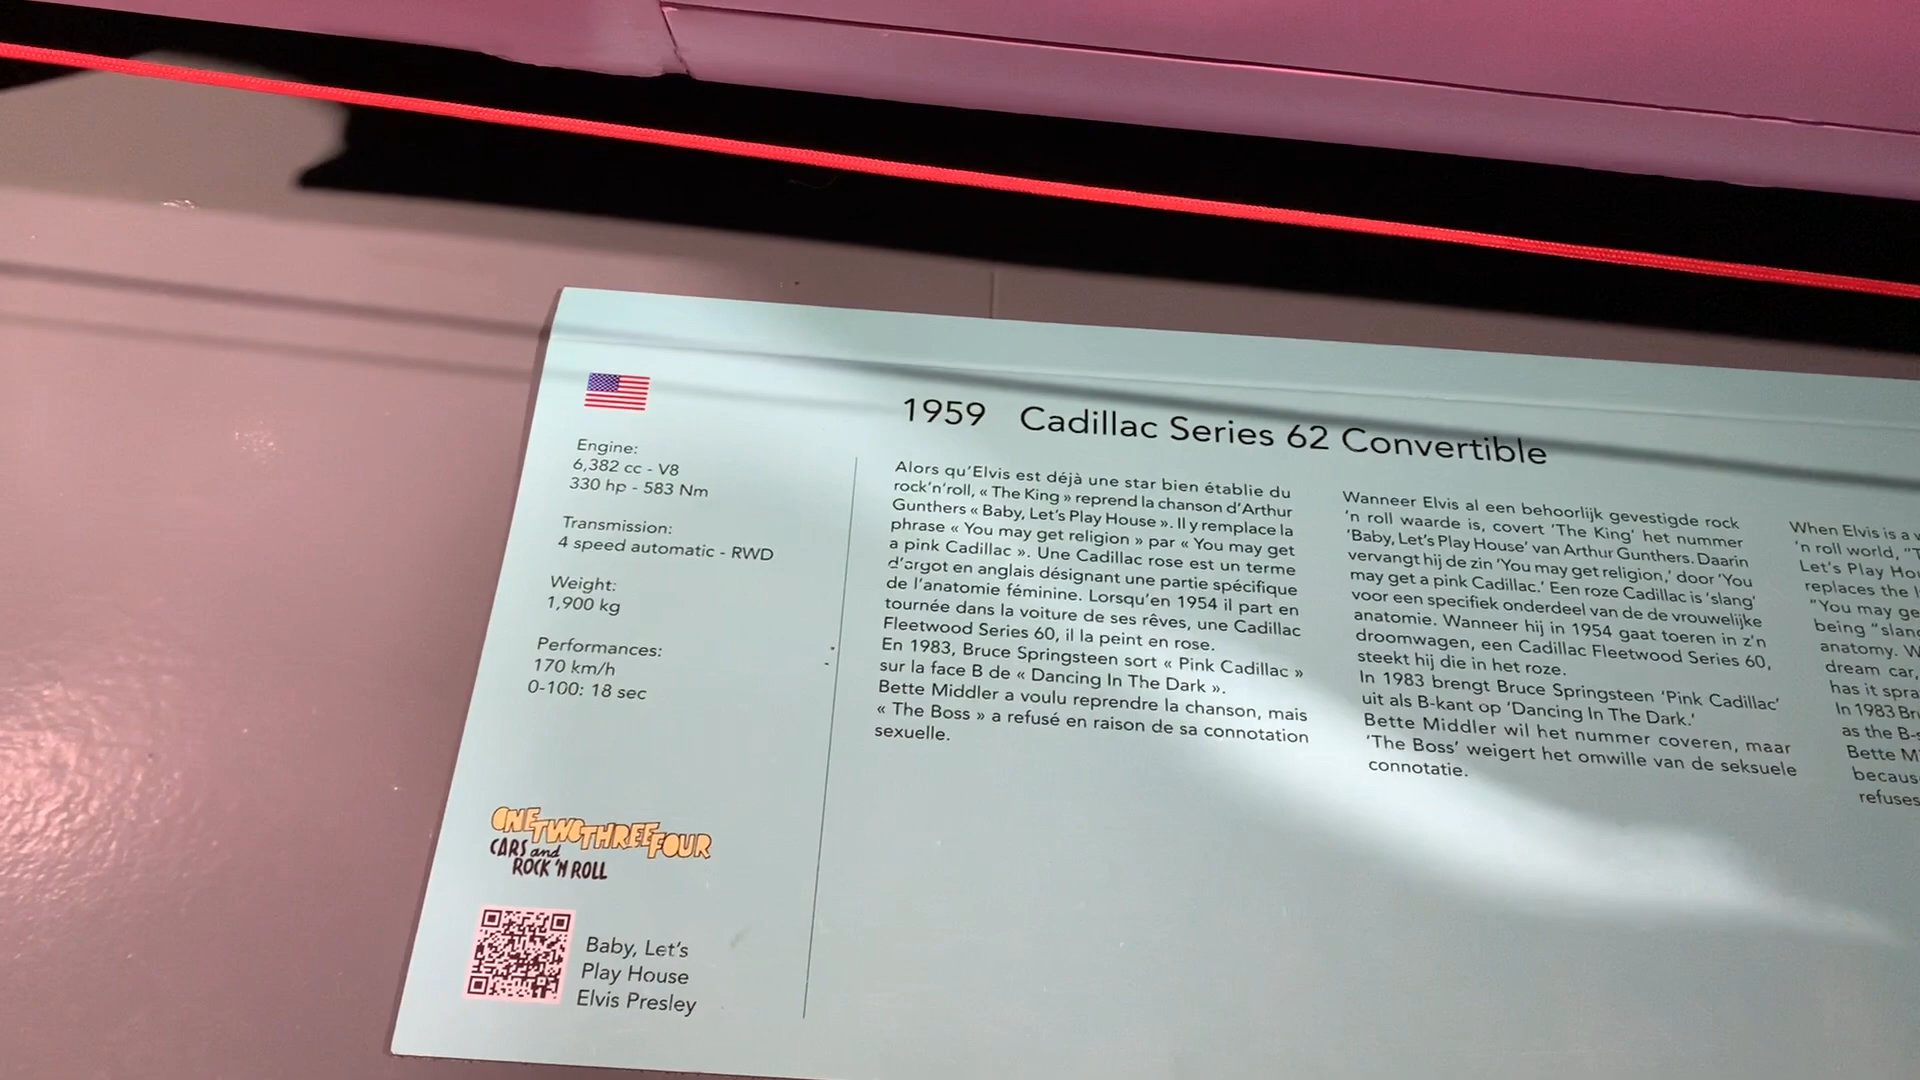 1959 Cadillac Series 62 Convertible
Engine:
6,382 cc - V8
330 hp - 583 Nm
Transmission:
4 speed automatic - RWD
Weight:
1,900 kg
Performances:
170 km/h
0-100: 18 sec
ONETWOTHREEFOUR
CARS and
ROCK 'N ROLL
Baby, Let's
Play House
Elvis Presley
Alors qu'Elvis est déjà une star bien établie du
rock'n'roll, « The King » reprend la chanson d'Arthur
Gunthers « Baby, Let's Play House ». Il y remplace la
phrase « You may get religion » par « You may get
a pink Cadillac ». Une Cadillac rose est un terme
d'argot en anglais désignant une partie spécifique
de l'anatomie féminine. Lorsqu'en 1954 il part en
tournée dans la voiture de ses rêves, une Cadillac
Fleetwood Series 60, il la peint en rose.
En 1983, Bruce Springsteen sort « Pink Cadillac »
sur la face B de « Dancing In The Dark ».
Bette Middler a voulu reprendre la chanson, mais
« The Boss » a refusé en raison de sa connotation
sexuelle.
Wanneer Elvis al een behoorlijk gevestigde rock
'n roll waarde is, covert 'The King' het nummer
'Baby, Let's Play House' van Arthur Gunthers. Daarin
vervangt hij de zin 'You may get religion,' door 'You
may get a pink Cadillac.' Een roze Cadillac is 'slang'
voor een specifiek onderdeel van de de vrouwelijke
anatomie. Wanneer hij in 1954 gaat toeren in z'n
droomwagen, een Cadillac Fleetwood Series 60,
steekt hij die in het roze.
In 1983 brengt Bruce Springsteen 'Pink Cadillac'
uit als B-kant op 'Dancing In The Dark.'
Bette Middler wil het nummer coveren, maar
'The Boss' weigert het omwille van de seksuele
connotatie.
When Elvis is a
'n roll world,
Let's Play
replaces the
"You may
being
anatomy.
dream car,
has it
In 1983
as the
Bette
refuses